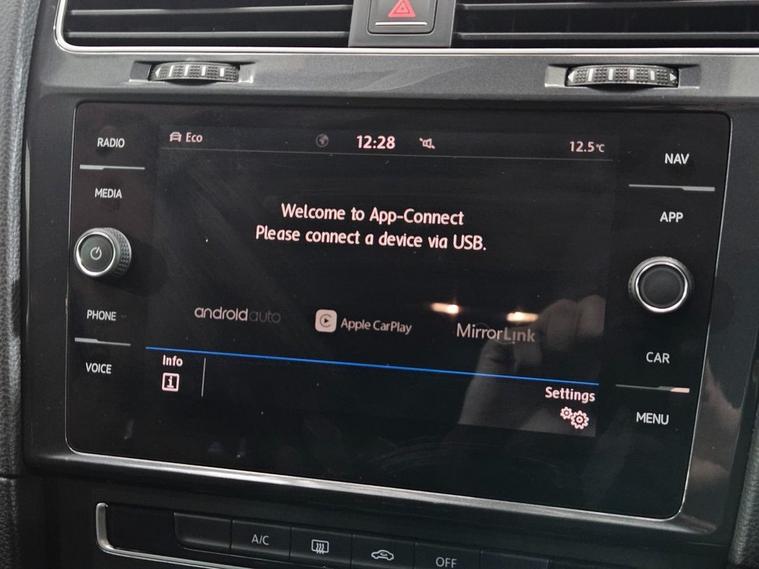 RADIO
MEDIA
PHONE
VOICE
Eco
12:28
12.5°C
Welcome to App-Connect
Please connect a device via USB.
androidauto
Apple CarPlay
MirrorLink
Info
Settings
NAV
APP
CAR
MENU
A/C
OFF